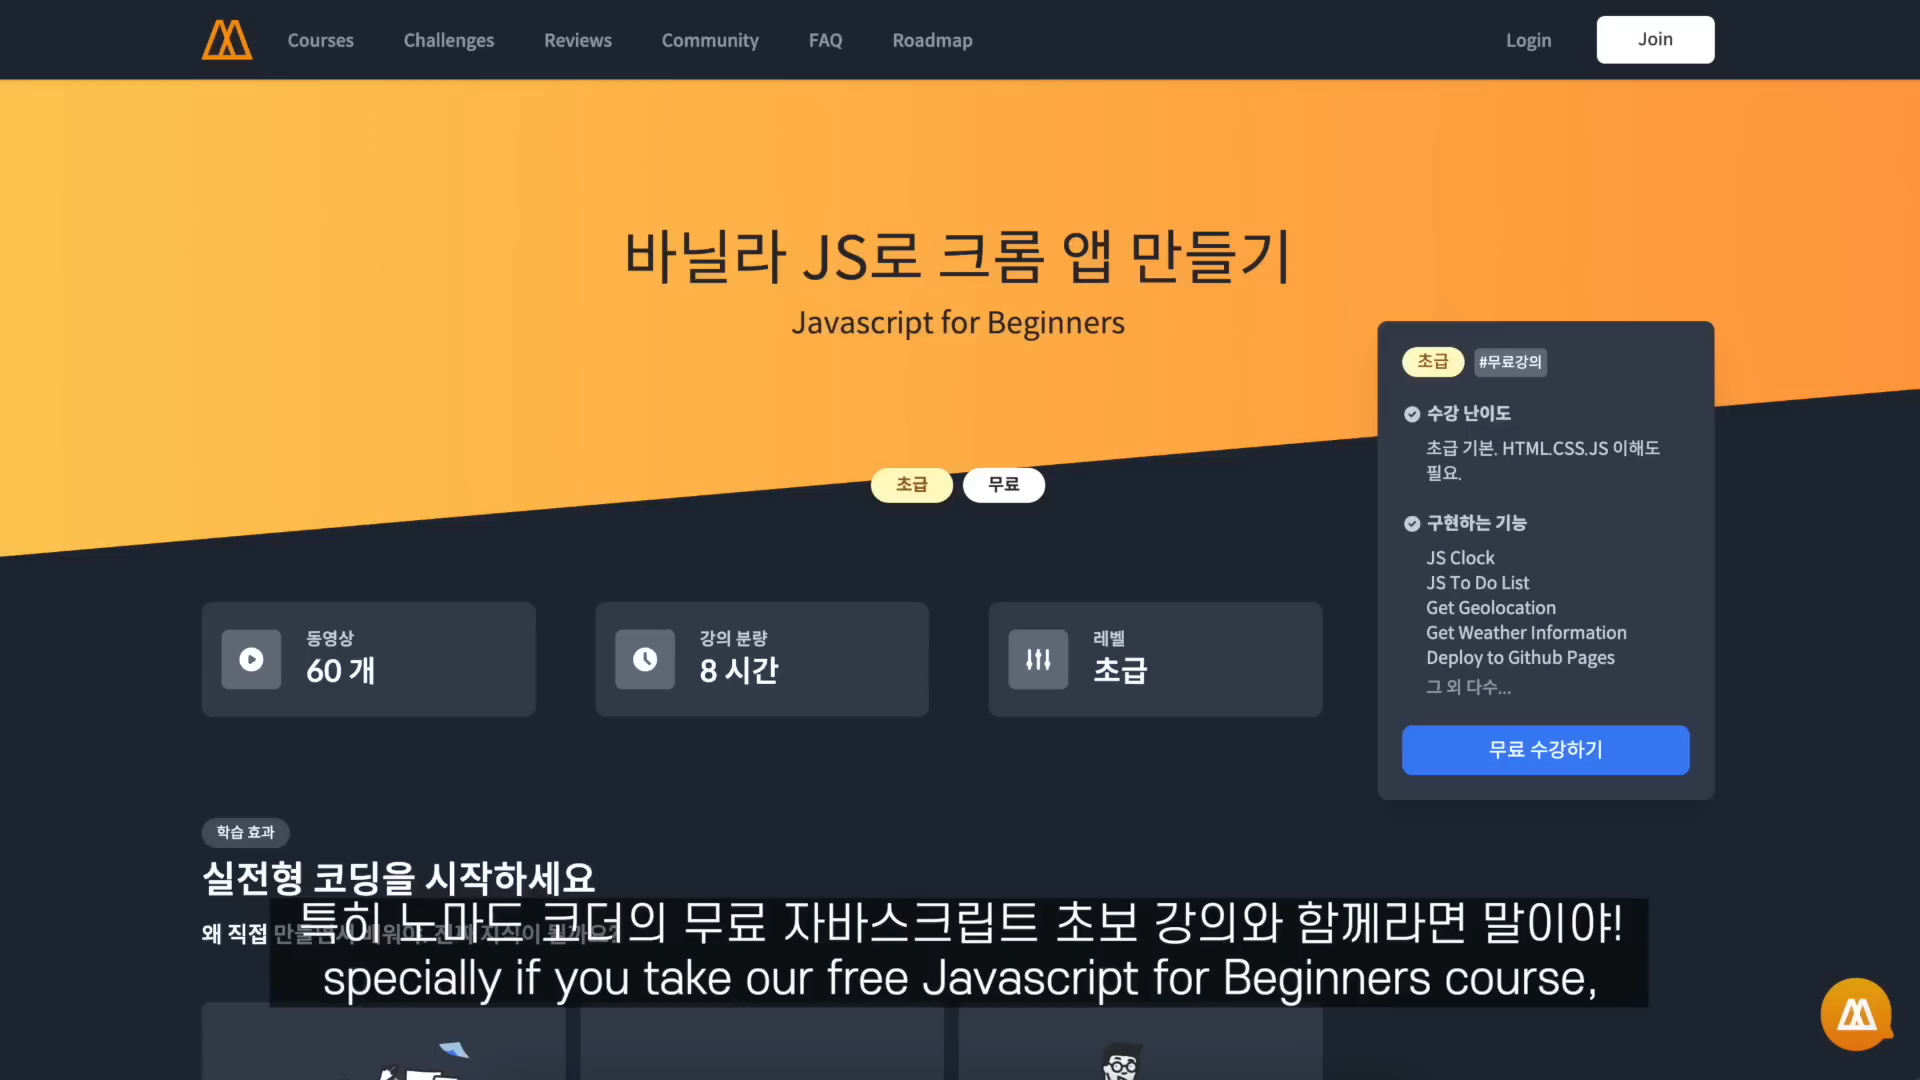 Courses
Challenges
Reviews
Community
FAQ
Roadmap
Login
Join
바닐라 JS로 크롬 앱 만들기
Javascript for Beginners
초급
무료
초급
#무료강의
수강 난이도
초급 기본. HTML.CSS.JS 이해도
필요.
구현하는 기능
JS Clock
JS To Do List
Get Geolocation
Get Weather Information
Deploy to Github Pages
그 외 다수...
무료 수강하기
동영상
60 개
강의 분량
8 시간
레벨
초급
학습 효과
실전형 코딩을 시작하세요
왜 직접
특히 노마드 코더의 무료 자바스크립트 초보 강의와 함께라면 말이야!
specially if you take our free Javascript for Beginners course,